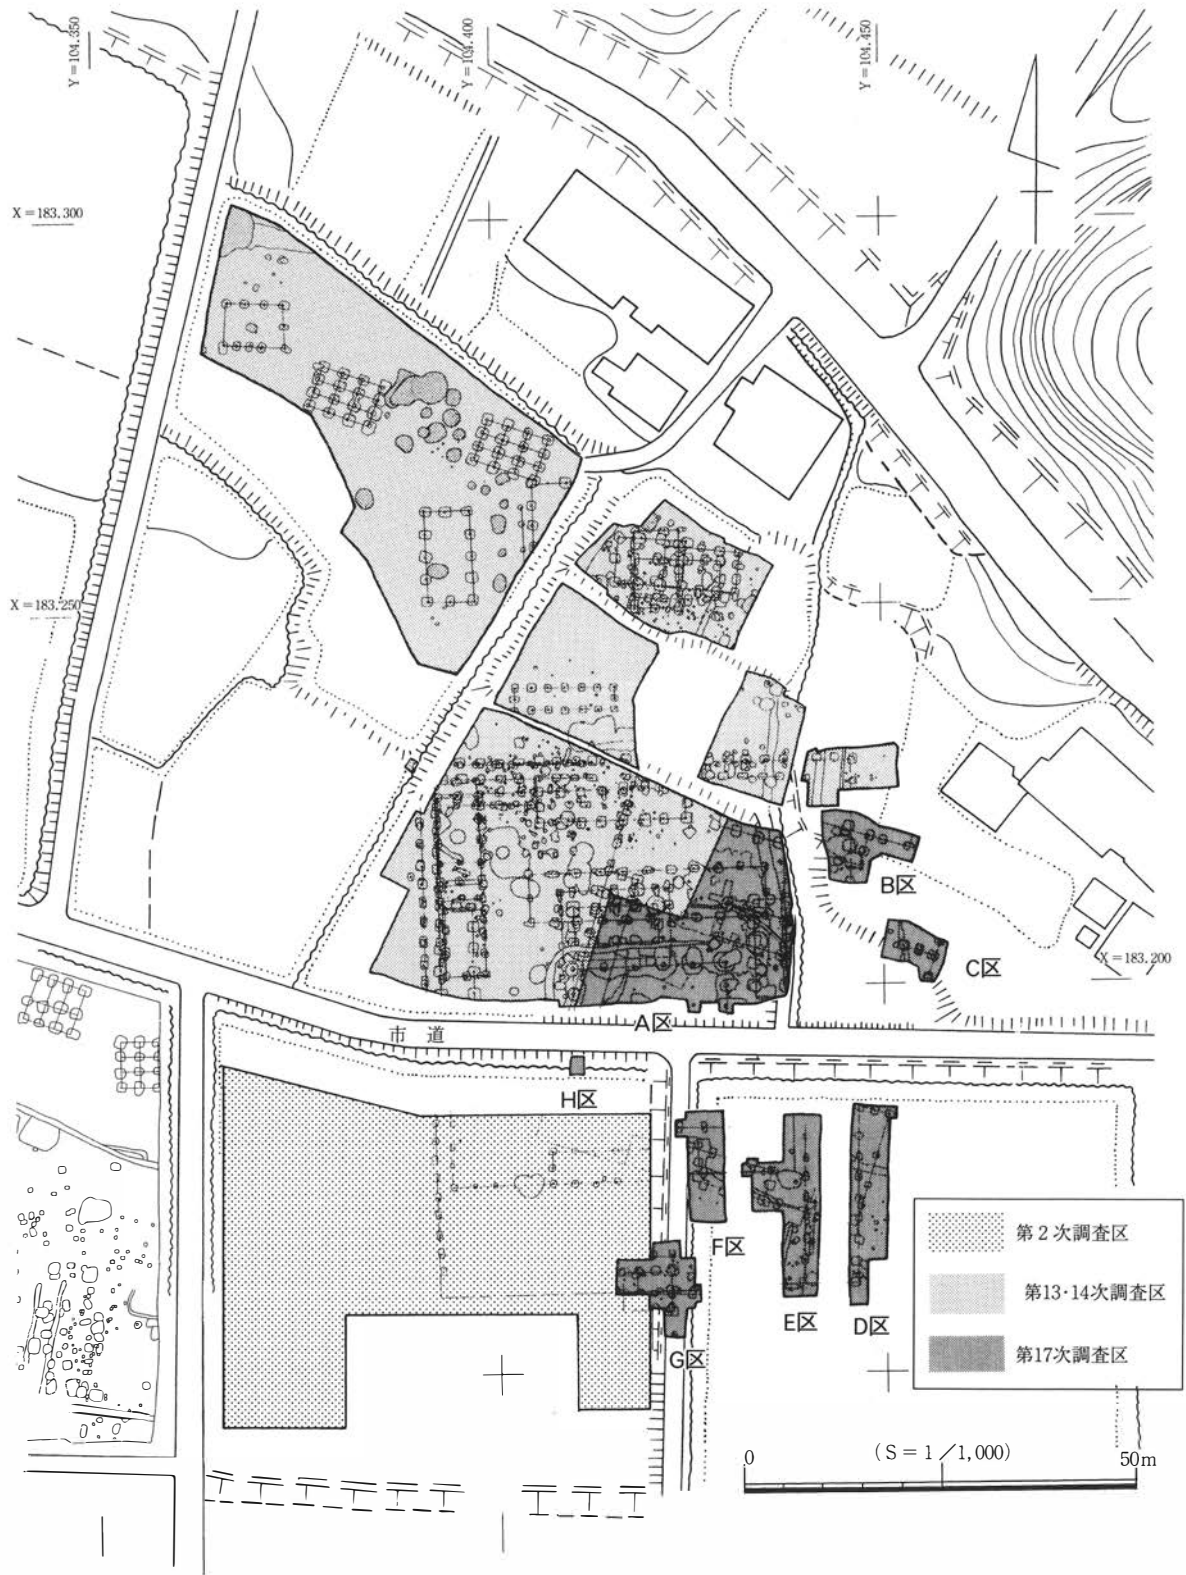 Y=104.350
Y=104.400
Y=104.450
X=183.300
X=183.250
B区
C区
X=183.200
A区
市道
H区
F区
E区
D区
G区
第2次調査区
第13・14次調査区
第17次調査区
(S=1/1,000)
0
50m